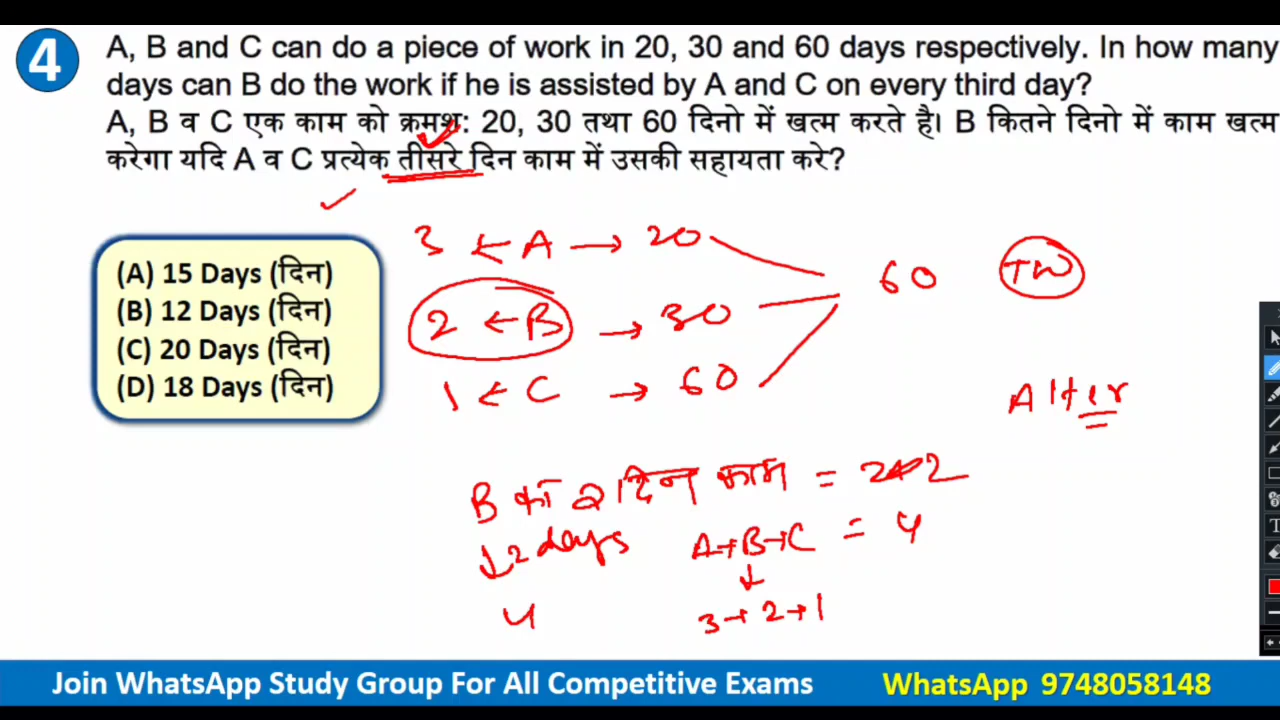 4
A, B and C can do a piece of work in 20, 30 and 60 days respectively. In how many
days can B do the work if he is assisted by A and C on every third day?
A, B व C एक काम को क्रमश: 20, 30 तथा 60 दिनो में खत्म करते है। B कितने दिनो में काम खत्म
करेगा यदि A व C प्रत्येक तीसरे दिन काम में उसकी सहायता करे?
(A) 15 Days (दिन)
(B) 12 Days (दिन)
(C) 20 Days (दिन)
(D) 18 Days (दिन)
3 ← A → 20
2 ← B → 30
1 ← C → 60
60
TW
Alter
B का 2 दिन काम = 2 2
↓ 2 days A+B+C = 4
4 3+2+1
Join WhatsApp Study Group For All Competitive Exams
WhatsApp 9748058148